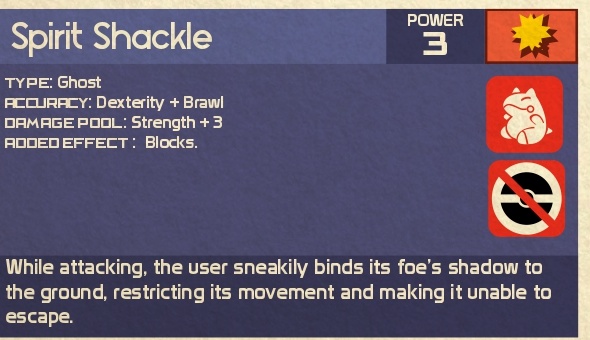 Spirit Shackle
POWER
3
TYPE: Ghost
ACCURACY: Dexterity + Brawl
DAMAGE POOL: Strength + 3
ADDED EFFECT : Blocks.
While attacking, the user sneakily binds its foe's shadow to
the ground, restricting its movement and making it unable to
escape.